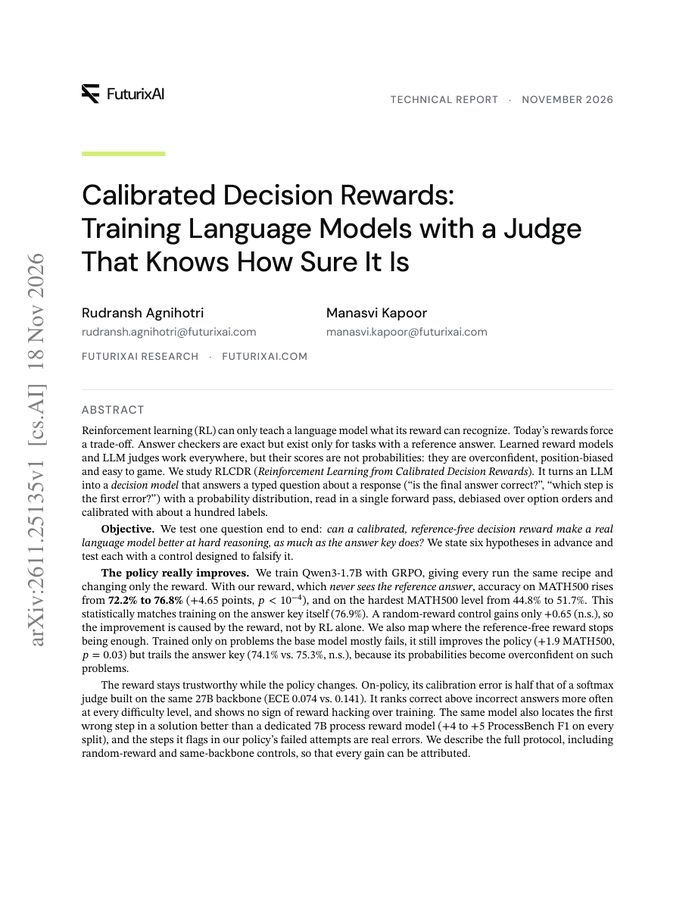 FuturixAI
TECHNICAL REPORT · NOVEMBER 2026
Calibrated Decision Rewards:
Training Language Models with a Judge
That Knows How Sure It Is
Rudransh Agnihotri
rudransh.agnihotri@futurixai.com
Manasvi Kapoor
manasvi.kapoor@futurixai.com
FUTURIXAI RESEARCH · FUTURIXAI.COM
ABSTRACT
Reinforcement learning (RL) can only teach a language model what its reward can recognize. Today's rewards force
a trade-off. Answer checkers are exact but exist only for tasks with a reference answer. Learned reward models
and LLM judges work everywhere, but their scores are not probabilities: they are overconfident, position-biased
and easy to game. We study RLCDR (Reinforcement Learning from Calibrated Decision Rewards). It turns an LLM
into a decision model that answers a typed question about a response (“is the final answer correct?”, “which step is
the first error?”) with a probability distribution, read in a single forward pass, debiased over option orders and
calibrated with about a hundred labels.
Objective. We test one question end to end: can a calibrated, reference-free decision reward make a real
language model better at hard reasoning, as much as the answer key does? We state six hypotheses in advance and
test each with a control designed to falsify it.
The policy really improves. We train Qwen3-1.7B with GRPO, giving every run the same recipe and
changing only the reward. With our reward, which never sees the reference answer, accuracy on MATH500 rises
from 72.2% to 76.8% (+4.65 points, p < 10⁻⁴), and on the hardest MATH500 level from 44.8% to 51.7%. This
statistically matches training on the answer key itself (76.9%). A random-reward control gains only +0.65 (n.s.), so
the improvement is caused by the reward, not by RL alone. We also map where the reference-free reward stops
being enough. Trained only on problems the base model mostly fails, it still improves the policy (+1.9 MATH500,
p = 0.03) but trails the answer key (74.1% vs. 75.3%, n.s.), because its probabilities become overconfident on such
problems.
The reward stays trustworthy while the policy changes. On-policy, its calibration error is half that of a softmax
judge built on the same 27B backbone (ECE 0.074 vs. 0.141). It ranks correct above incorrect answers more often
at every difficulty level, and shows no sign of reward hacking over training. The same model also locates the first
wrong step in a solution better than a dedicated 7B process reward model (+4 to +5 ProcessBench F1 on every
split), and the steps it flags in our policy's failed attempts are real errors. We describe the full protocol, including
random-reward and same-backbone controls, so that every gain can be attributed.
arXiv:2611.25135v1 [cs.AI] 18 Nov 2026